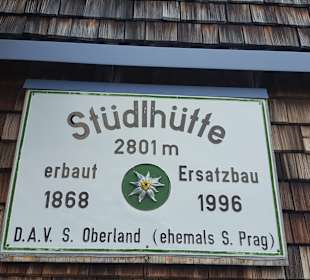 Stüdlhütte
2801 m
erbaut Ersatzbau
1868 1996
D.A.V. S. Oberland (ehemals S. Prag)